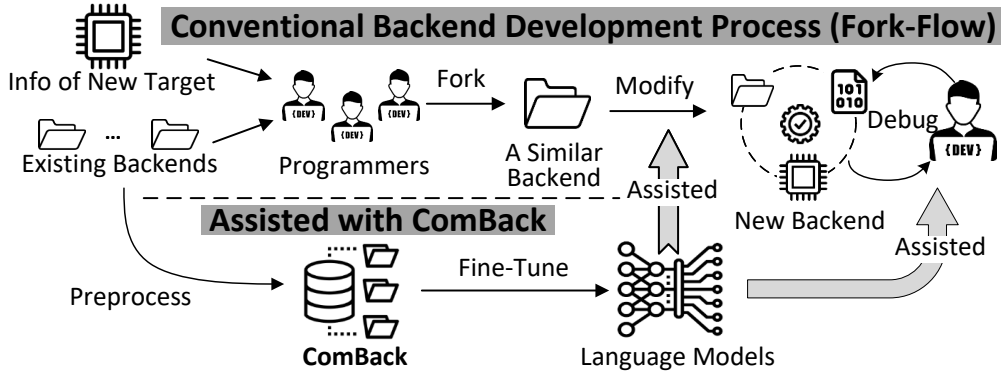 Conventional Backend Development Process (Fork-Flow)
Info of New Target
Fork
Modify
101
010
Debug
{DEV}
{DEV}
{DEV}
{DEV}
...
Existing Backends
Programmers
A Similar
Backend
Assisted
New Backend
Assisted with ComBack
Assisted
Preprocess
Fine-Tune
ComBack
Language Models